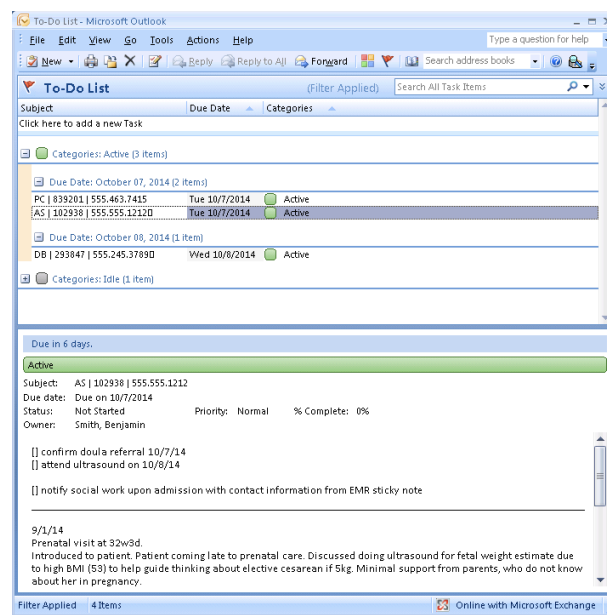 To-Do List - Microsoft Outlook
File Edit View Go Tools Actions Help Type a question for help
Reply Reply to All Forward Search address books
To-Do List (Filter Applied) Search All Task Items
Subject Due Date Categories
Click here to add a new Task
Categories: Active (3 items)
Due Date: October 07, 2014 (2 items)
PC | 839201 | 555.463.7415 Tue 10/7/2014 Active
AS | 102938 | 555.555.1212▯ Tue 10/7/2014 Active
Due Date: October 08, 2014 (1 item)
DB | 293847 | 555.245.3789▯ Wed 10/8/2014 Active
Categories: Idle (1 item)
Due in 6 days.
Active
Subject: AS | 102938 | 555.555.1212
Due date: Due on 10/7/2014
Status: Not Started Priority: Normal % Complete: 0%
Owner: Smith, Benjamin
[] confirm doula referral 10/7/14
[] attend ultrasound on 10/8/14
[] notify social work upon admission with contact information from EMR sticky note
9/1/14
Prenatal visit at 32w3d.
Introduced to patient. Patient coming late to prenatal care. Discussed doing ultrasound for fetal weight estimate due
to high BMI (53) to help guide thinking about elective cesarean if 5kg. Minimal support from parents, who do not know
about her in pregnancy.
Filter Applied 4 Items Online with Microsoft Exchange